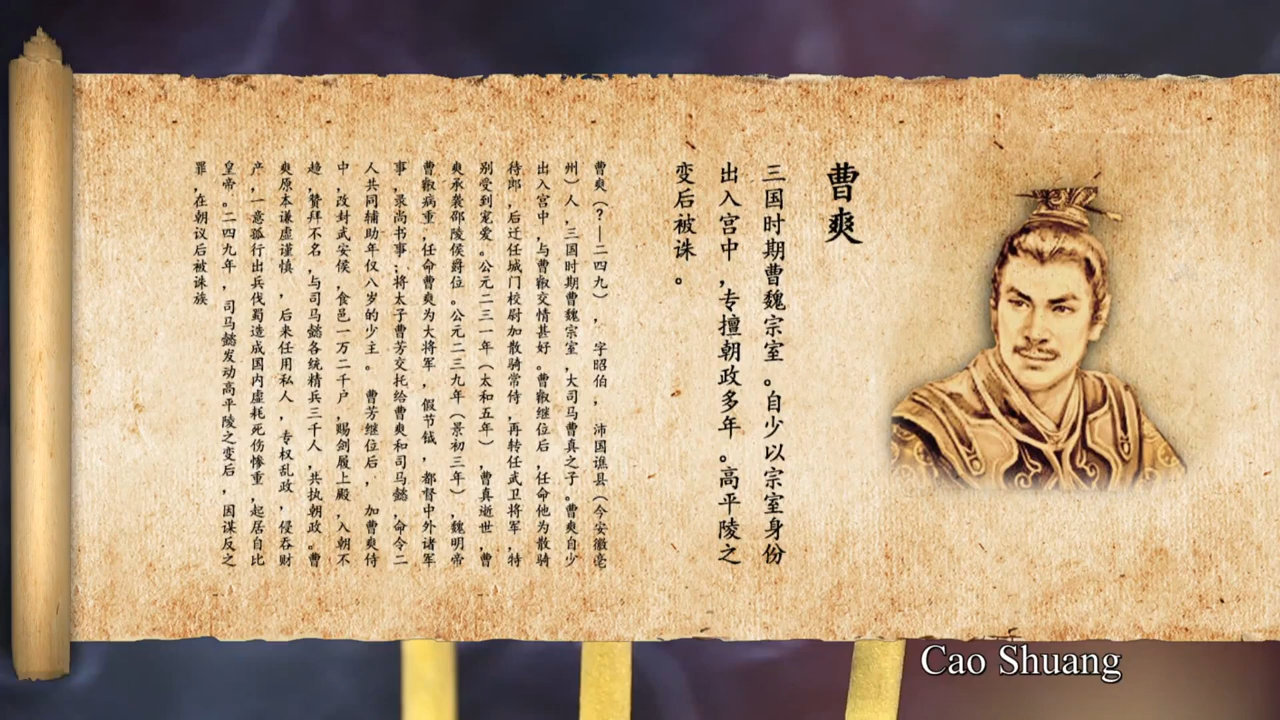 曹爽
三国时期曹魏宗室。自少以宗室身份
出入宫中,专擅朝政多年。高平陵之
变后被诛。
曹爽(?—二四九),字昭伯,沛国谯县(今安徽亳
州)人,三国时期曹魏宗室,大司马曹真之子。曹爽自少
出入宫中,与曹叡交情甚好。曹叡继位后,任命他为散骑
侍郎,后迁任城门校尉加散骑常侍,再转任武卫将军,特
别受到宠爱。公元二三一年(太和五年),曹真逝世,曹
爽承袭邵陵侯爵位。公元二三九年(景初三年),魏明帝
曹叡病重,任命曹爽为大将军,假节钺,都督中外诸军
事,录尚书事;将太子曹芳交托给曹爽和司马懿,命令二
人共同辅助年仅八岁的少主。曹芳继位后,加曹爽侍
中,改封武安侯,食邑一万二千户,赐剑履上殿,入朝不
趋,赞拜不名,与司马懿各统精兵三千人,共执朝政。曹
爽原本谦虚谨慎,后来任用私人,专权乱政,侵吞财
产,一意孤行出兵伐蜀造成国内虚耗死伤惨重,起居自比
皇帝。二四九年,司马懿发动高平陵之变后,因谋反之
罪,在朝议后被诛族
Cao Shuang